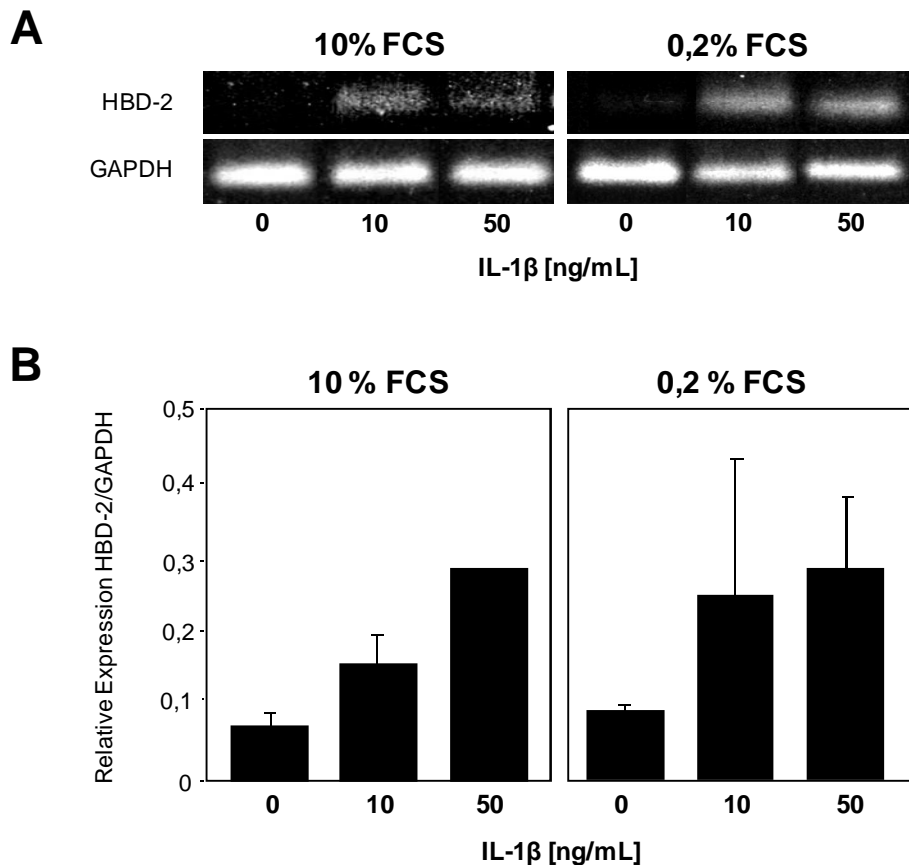 A
10% FCS 0,2% FCS
HBD-2
GAPDH
0 10 50 0 10 50
IL-1β [ng/mL]
B
10 % FCS 0,2 % FCS
Relative Expression HBD-2/GAPDH
0,5
0,4
0,3
0,2
0,1
0
0 10 50 0 10 50
IL-1β [ng/mL]